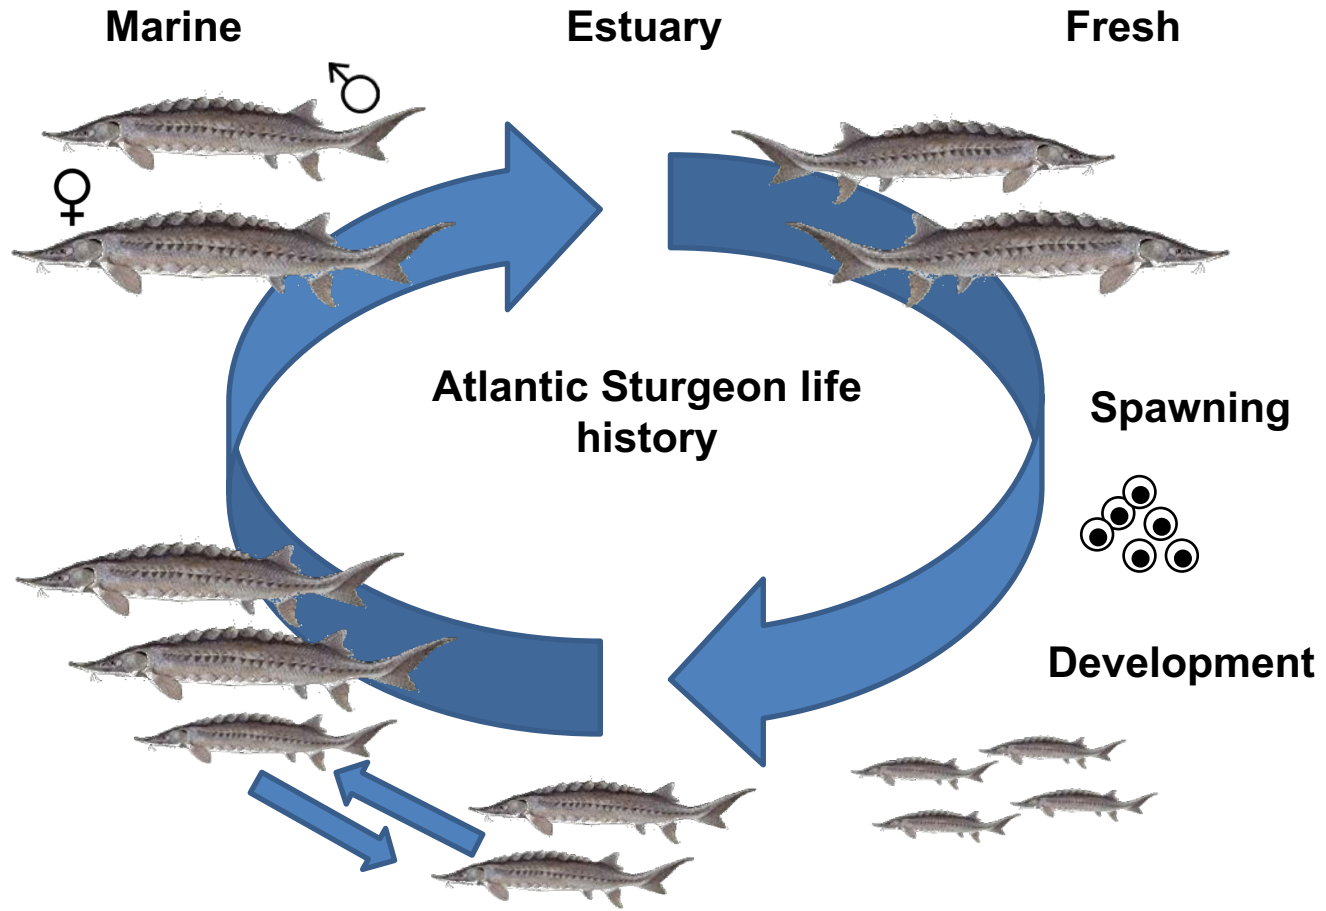 Marine
Estuary
Fresh
Atlantic Sturgeon life
history
Spawning
Development